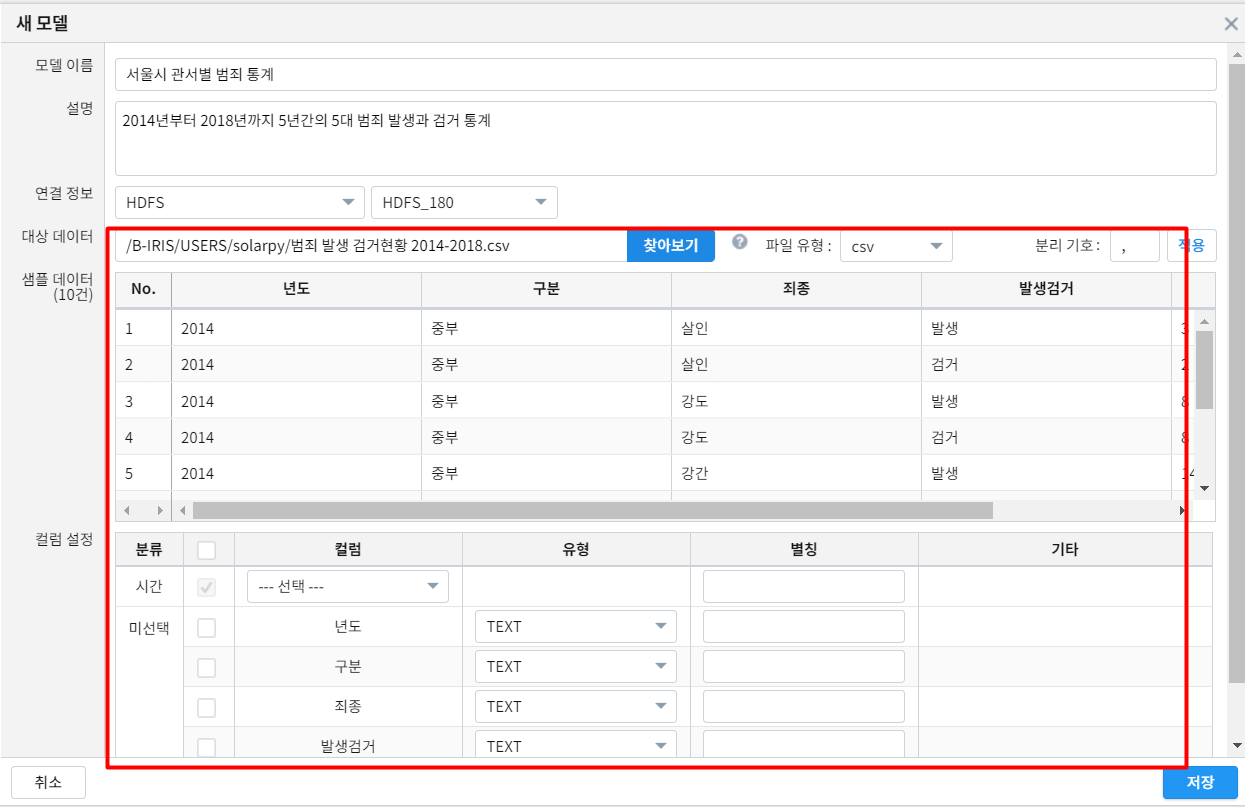 새 모델
모델 이름 서울시 관서별 범죄 통계
설명 2014년부터 2018년까지 5년간의 5대 범죄 발생과 검거 통계
연결 정보 HDFS HDFS_180
대상 데이터 /B-IRIS/USERS/solarpy/범죄 발생 검거현황 2014-2018.csv 찾아보기 ? 파일 유형 : csv 분리 기호 : , 적용
샘플 데이터
(10건)
No. 년도 구분 죄종 발생검거
1 2014 중부 살인 발생 3
2 2014 중부 살인 검거 2
3 2014 중부 강도 발생 8
4 2014 중부 강도 검거 8
5 2014 중부 강간 발생 14
컬럼 설정 분류 컬럼 유형 별칭 기타
시간 --- 선택 ---
미선택 년도 TEXT
구분 TEXT
죄종 TEXT
발생검거 TEXT
취소 저장